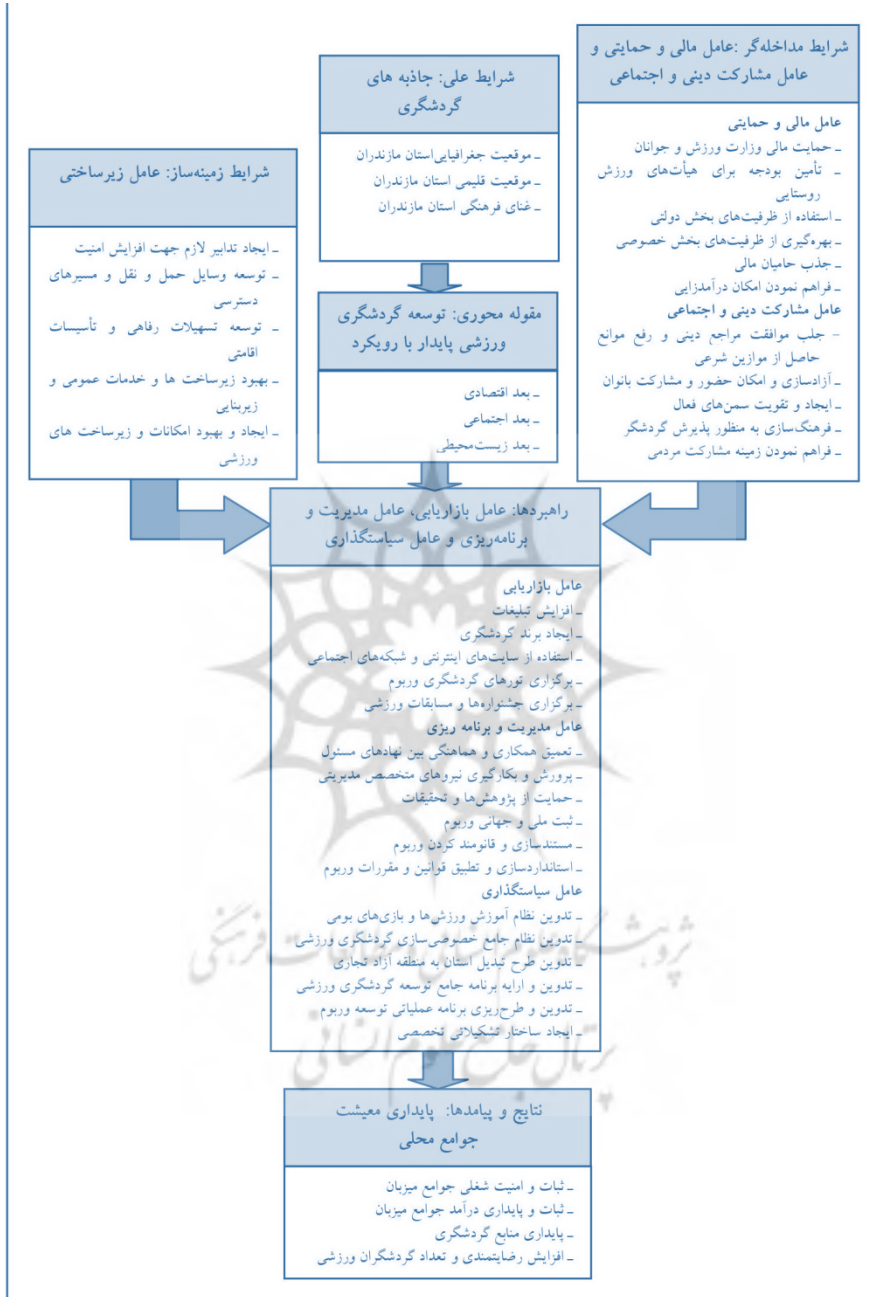 شرایط مداخله‌گر :عامل مالی و حمایتی و
عامل مشارکت دینی و اجتماعی
عامل مالی و حمایتی
ـ حمایت مالی وزارت ورزش و جوانان
ـ تأمین بودجه برای هیأت‌های ورزش
روستایی
ـ استفاده از ظرفیت‌های بخش دولتی
ـ بهره‌گیری از ظرفیت‌های بخش خصوصی
ـ جذب حامیان مالی
ـ فراهم نمودن امکان درآمدزایی
عامل مشارکت دینی و اجتماعی
- جلب موافقت مراجع دینی و رفع موانع
حاصل از موازین شرعی
ـ آزادسازی و امکان حضور و مشارکت بانوان
ـ ایجاد و تقویت سمن‌های فعال
ـ فرهنگ‌سازی به منظور پذیرش گردشگر
ـ فراهم نمودن زمینه مشارکت مردمی
شرایط علی: جاذبه های
گردشگری
ـ موقعیت جغرافیایی‌استان مازندران
ـ موقعیت قلیمی استان مازندران
ـ غنای فرهنگی استان مازندران
شرایط زمینه‌ساز: عامل زیرساختی
ـ ایجاد تدابیر لازم جهت افزایش امنیت
ـ توسعه وسایل حمل و نقل و مسیرهای
دسترسی
ـ توسعه تسهیلات رفاهی و تأسیسات
اقامتی
ـ بهبود زیرساخت ها و خدمات عمومی و
زیربنایی
ـ ایجاد و بهبود امکانات و زیرساخت های
ورزشی
مقوله محوری: توسعه گردشگری
ورزشی پایدار با رویکرد
ـ بعد اقتصادی
ـ بعد اجتماعی
ـ بعد زیست‌محیطی
راهبردها: عامل بازاریابی، عامل مدیریت و
برنامه‌ریزی و عامل سیاستگذاری
عامل بازاریابی
ـ افزایش تبلیغات
ـ ایجاد برند گردشگری
ـ استفاده از سایت‌های اینترنتی و شبکه‌های اجتماعی
ـ برگزاری تورهای گردشگری وربوم
ـ برگزاری جشنواره‌ها و مسابقات ورزشی
عامل مدیریت و برنامه ریزی
ـ تعمیق همکاری و هماهنگی بین نهادهای مسئول
ـ پرورش و بکارگیری نیروهای متخصص مدیریتی
ـ حمایت از پژوهش‌ها و تحقیقات
ـ ثبت ملی و جهانی وربوم
ـ مستندسازی و قانومند کردن وربوم
ـ استانداردسازی و تطبیق قوانین و مقررات وربوم
عامل سیاستگذاری
ـ تدوین نظام آموزش ورزش‌ها و بازی‌های بومی
ـ تدوین نظام جامع خصوصی‌سازی گردشگری ورزشی
ـ تدوین طرح تبدیل استان به منطقه آزاد تجاری
ـ تدوین و ارایه برنامه جامع توسعه گردشگری ورزشی
ـ تدوین و طرح‌ریزی برنامه عملیاتی توسعه وربوم
ـ ایجاد ساختار تشکیلاتی تخصصی
پژوهشگاه علوم انسانی و مطالعات فرهنگی
پرتال جامع علوم انسانی
نتایج و پیامدها: پایداری معیشت
جوامع محلی
ـ ثبات و امنیت شغلی جوامع میزبان
ـ ثبات و پایداری درآمد جوامع میزبان
ـ پایداری منابع گردشگری
ـ افزایش رضایتمندی و تعداد گردشگران ورزشی